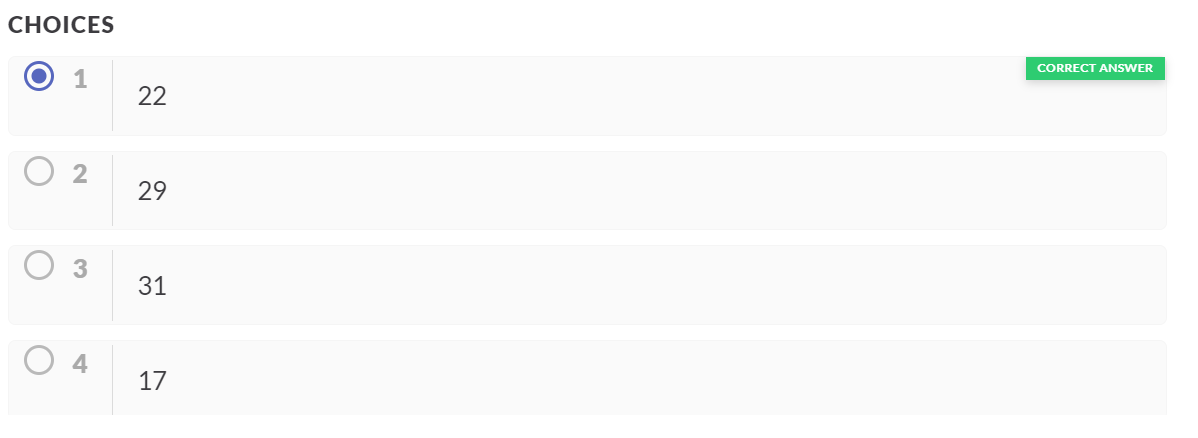 CHOICES
1 22 CORRECT ANSWER
2 29
3 31
4 17